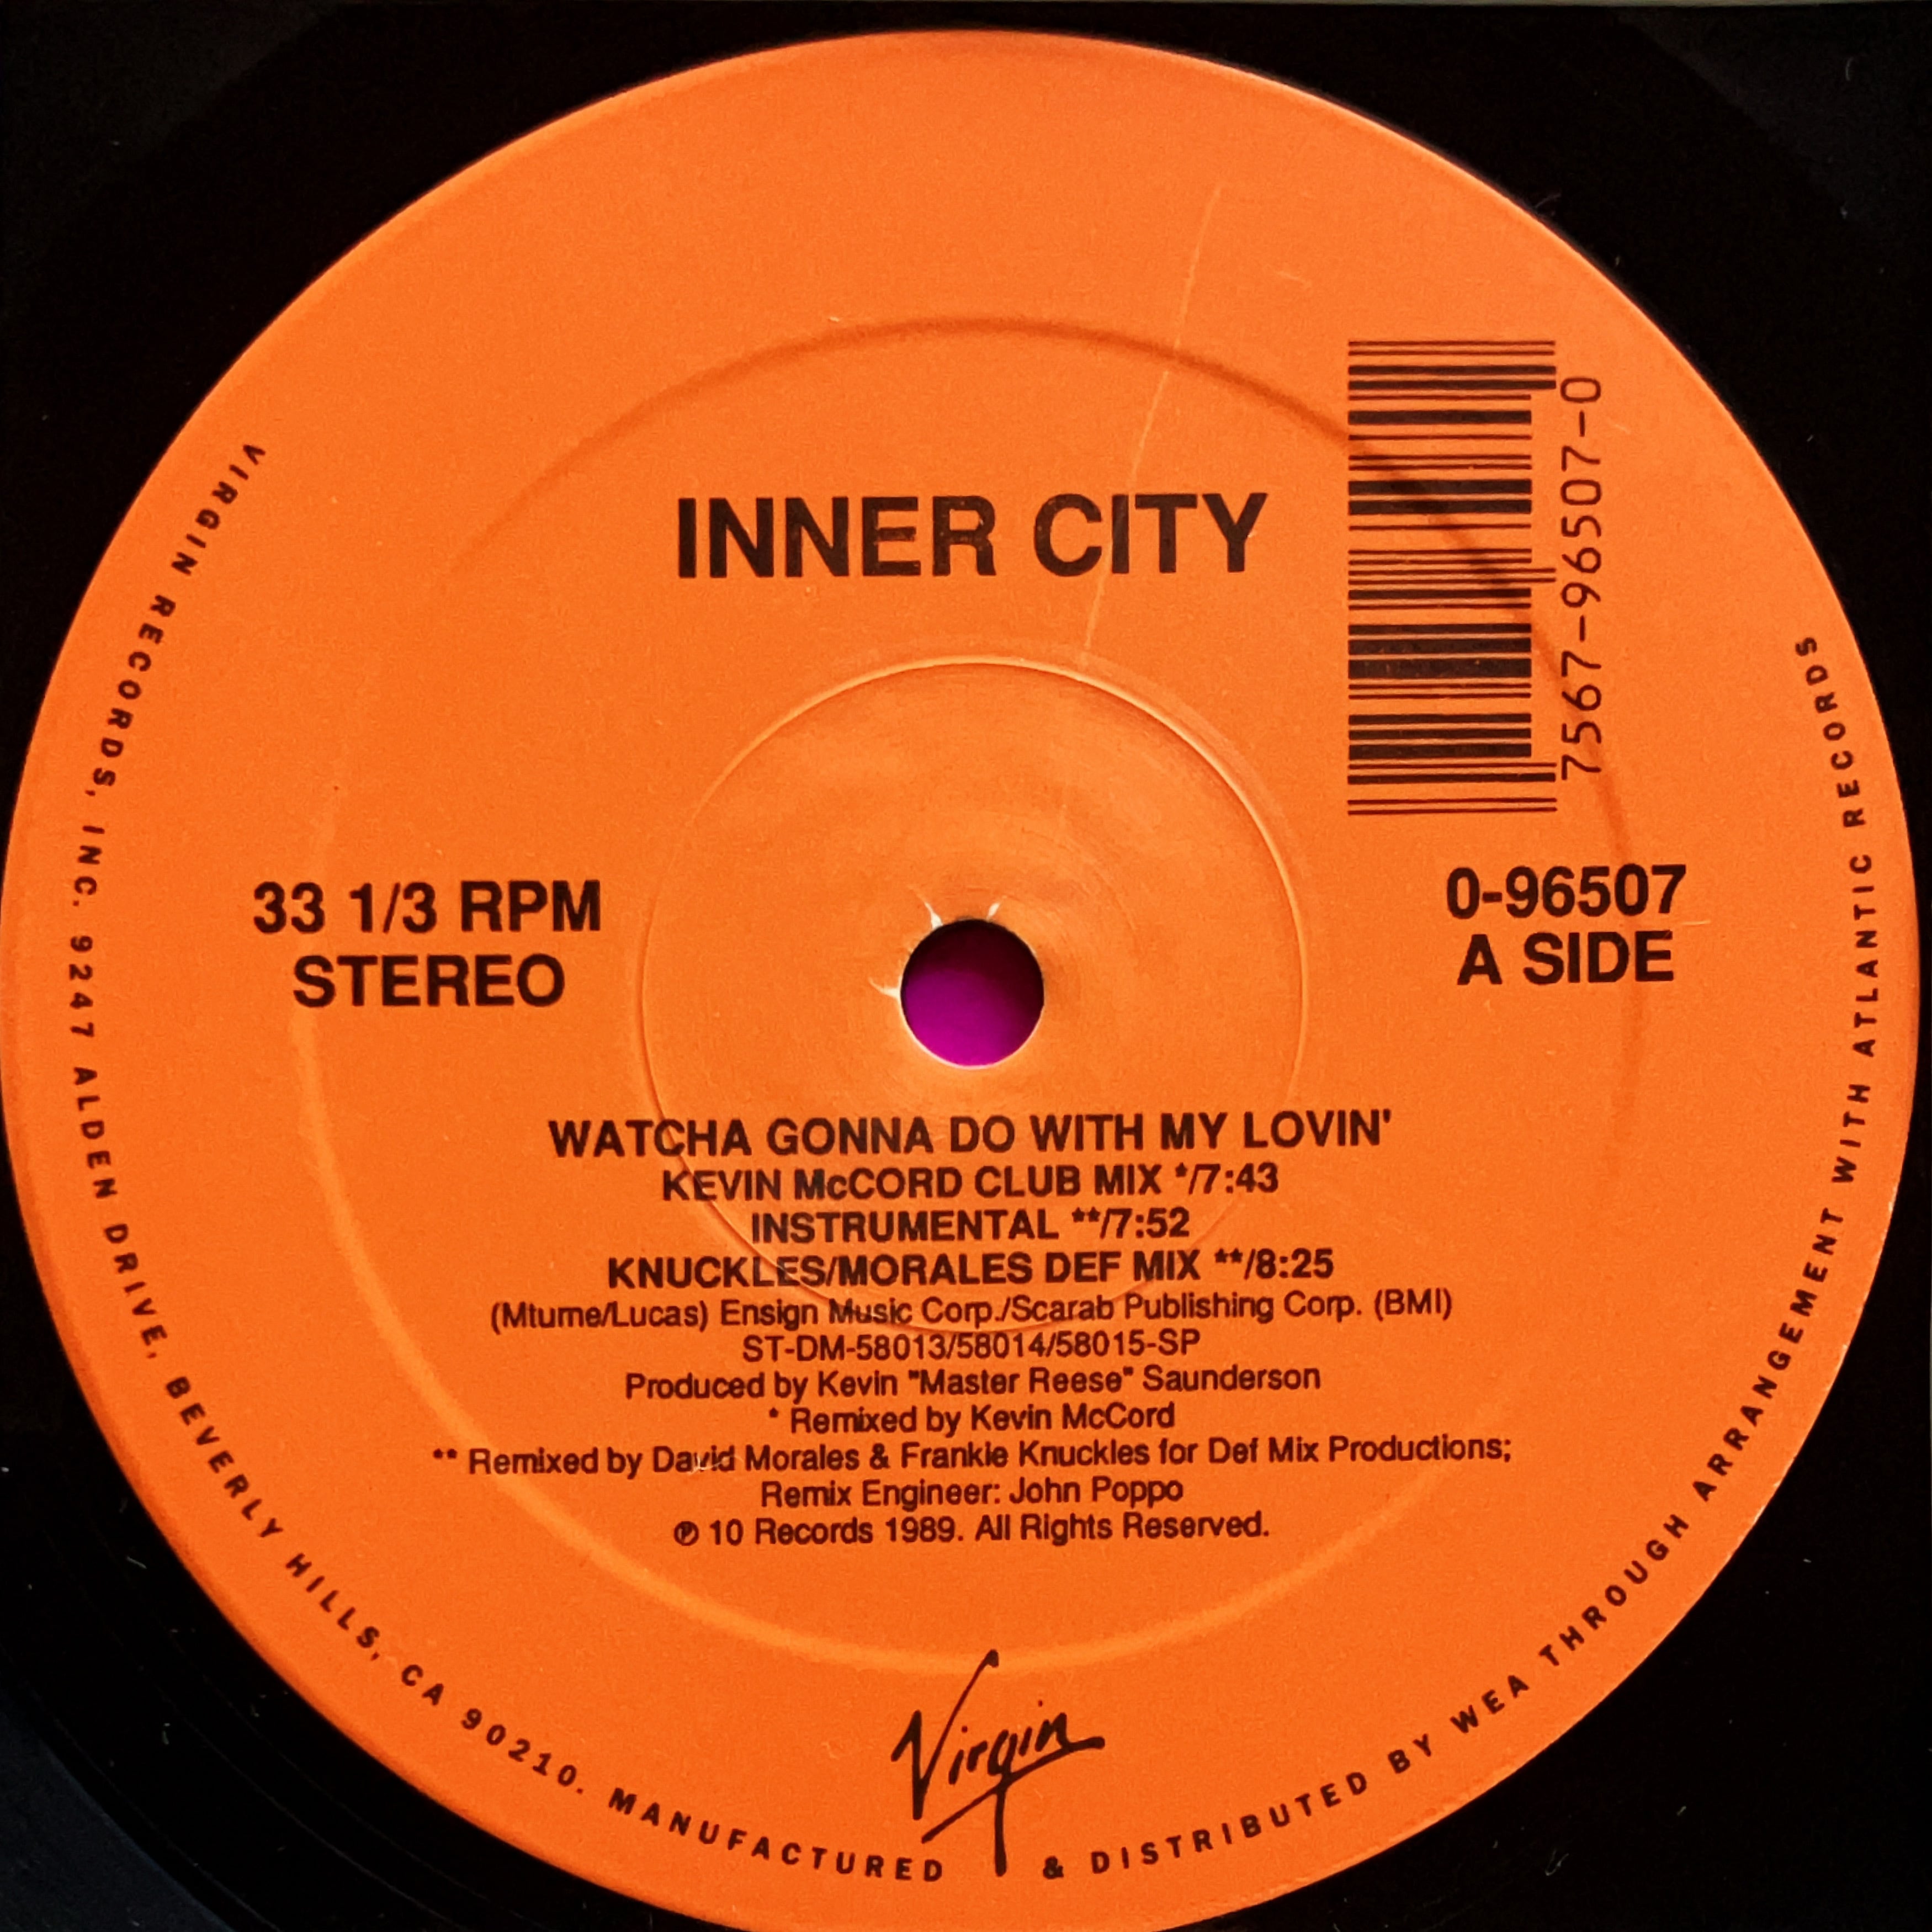 INNER CITY
7567-96507-0
33 1/3 RPM
STEREO
0-96507
A SIDE
WATCHA GONNA DO WITH MY LOVIN'
KEVIN McCORD CLUB MIX */7:43
INSTRUMENTAL **/7:52
KNUCKLES/MORALES DEF MIX **/8:25
(Mtume/Lucas) Ensign Music Corp./Scarab Publishing Corp. (BMI)
ST-DM-58013/58014/58015-SP
Produced by Kevin "Master Reese" Saunderson
* Remixed by Kevin McCord
** Remixed by David Morales & Frankie Knuckles for Def Mix Productions;
Remix Engineer: John Poppo
℗ 10 Records 1989. All Rights Reserved.
Virgin
VIRGIN RECORDS, INC. 9247 ALDEN DRIVE, BEVERLY HILLS, CA 90210. MANUFACTURED & DISTRIBUTED BY WEA THROUGH ARRANGEMENT WITH ATLANTIC RECORDS